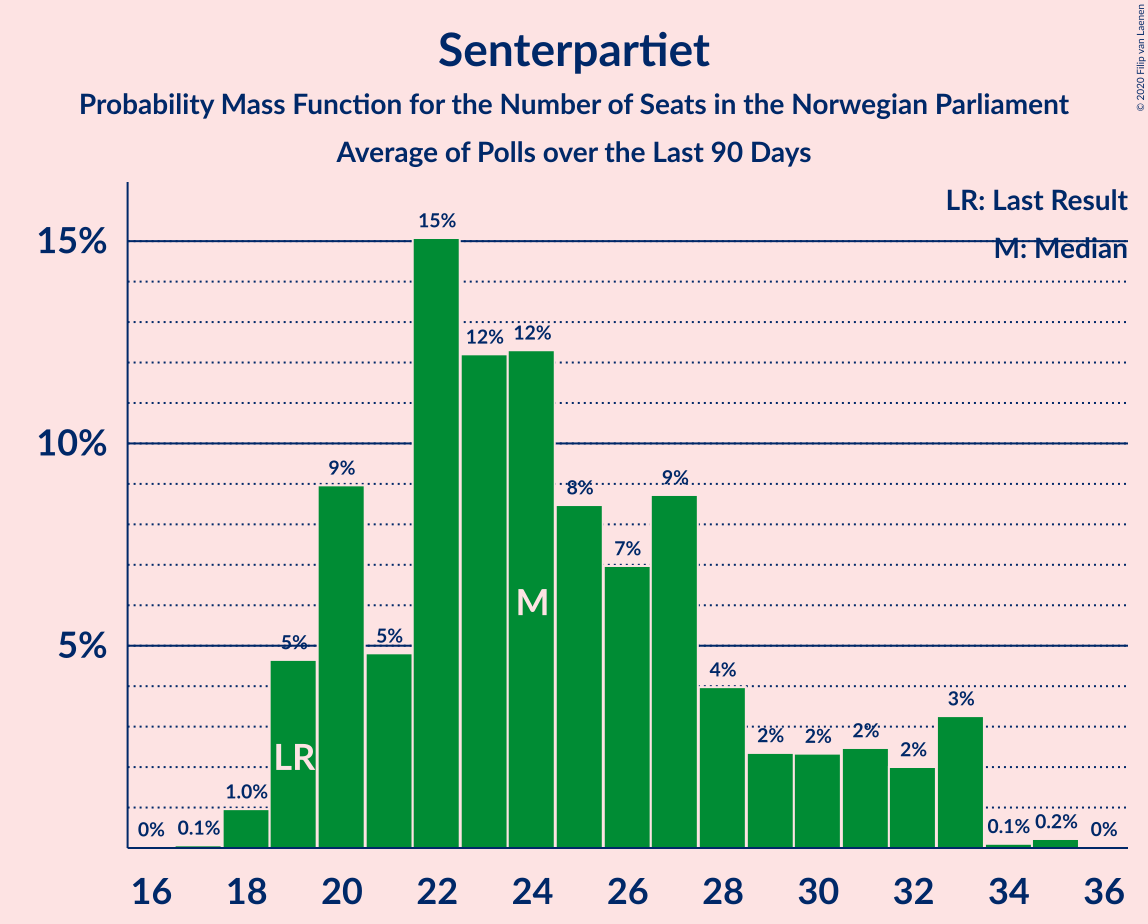 Senterpartiet
Probability Mass Function for the Number of Seats in the Norwegian Parliament
Average of Polls over the Last 90 Days
© 2020 Filip van Laenen
LR: Last Result
M: Median
15%
10%
5%
0%
0.1%
1.0%
5%
9%
5%
15%
12%
12%
8%
7%
9%
4%
2%
2%
2%
2%
3%
0.1%
0.2%
0%
LR
M
16 18 20 22 24 26 28 30 32 34 36